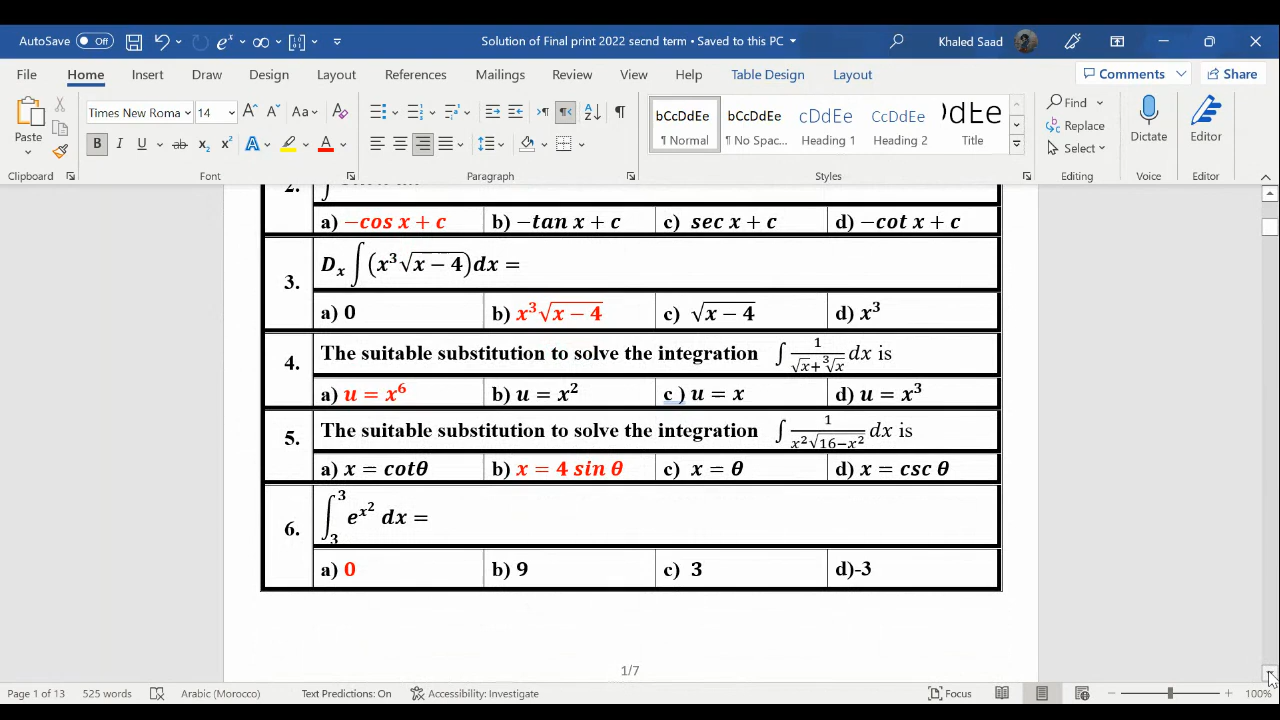 AutoSave Off Solution of Final print 2022 secnd term • Saved to this PC Khaled Saad
File Home Insert Draw Design Layout References Mailings Review View Help Table Design Layout Comments Share
Paste Times New Roma 14 Aa BCcDdEe ¶ Normal BCcDdEe ¶ No Spac... CcDdEe Heading 1 CcDdEe Heading 2 DdEe Title Find Replace Select Dictate Editor
Clipboard Font Paragraph Styles Editing Voice Editor
2.
a) −cos x + c b) −tan x + c c) sec x + c d) −cot x + c
3. Dₓ ∫(x³√(x − 4))dx =
a) 0 b) x³√(x − 4) c) √(x − 4) d) x³
4. The suitable substitution to solve the integration ∫ 1/(√x+∛x) dx is
a) u = x⁶ b) u = x² c ) u = x d) u = x³
5. The suitable substitution to solve the integration ∫ 1/(x²√(16−x²)) dx is
a) x = cotθ b) x = 4 sin θ c) x = θ d) x = csc θ
6. ∫₃³ e^(x²) dx =
a) 0 b) 9 c) 3 d)-3
1/7
Page 1 of 13 525 words Arabic (Morocco) Text Predictions: On Accessibility: Investigate Focus 100%